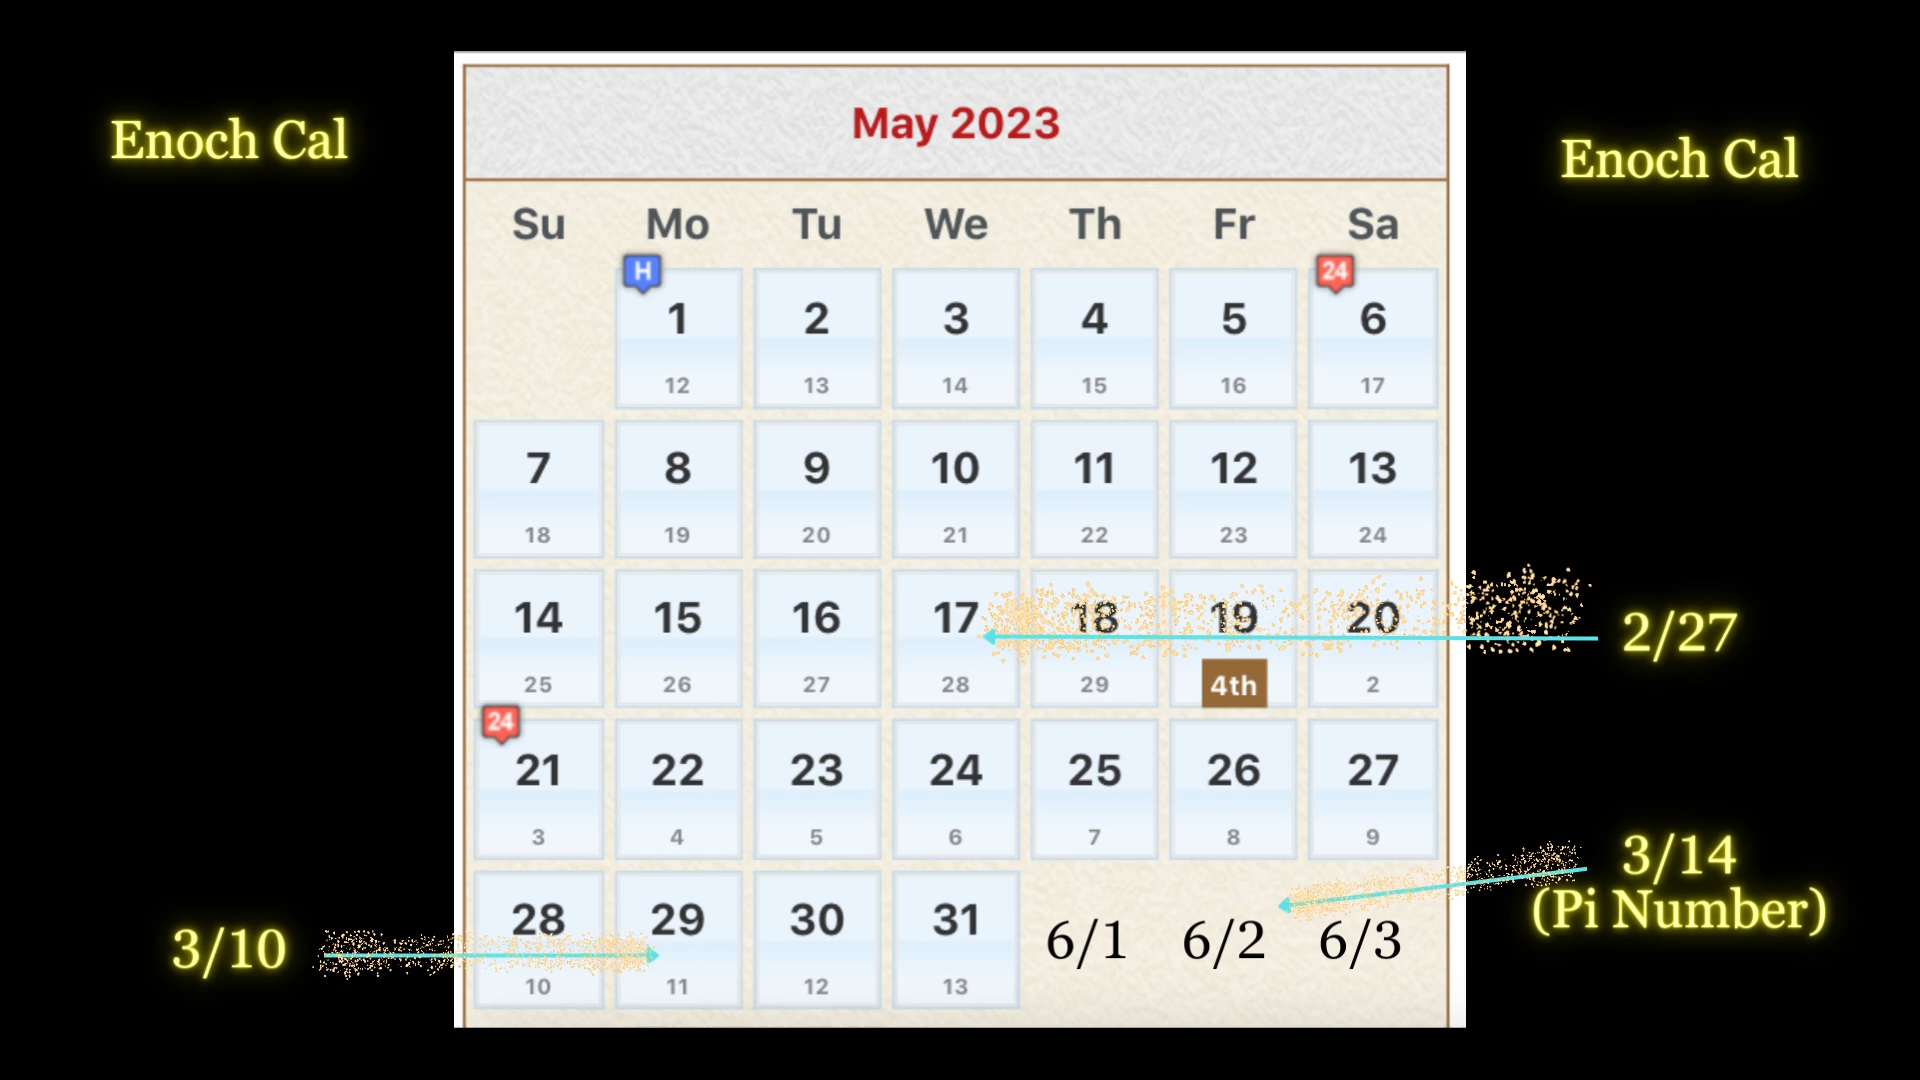 Enoch Cal
Enoch Cal
May 2023
Su Mo Tu We Th Fr Sa
H 24
1 2 3 4 5 6
12 13 14 15 16 17
7 8 9 10 11 12 13
18 19 20 21 22 23 24
14 15 16 17 18 19 20
2/27
25 26 27 28 29 4th 2
24
21 22 23 24 25 26 27
3 4 5 6 7 8 9
3/14
(Pi Number)
3/10
28 29 30 31 6/1 6/2 6/3
10 11 12 13